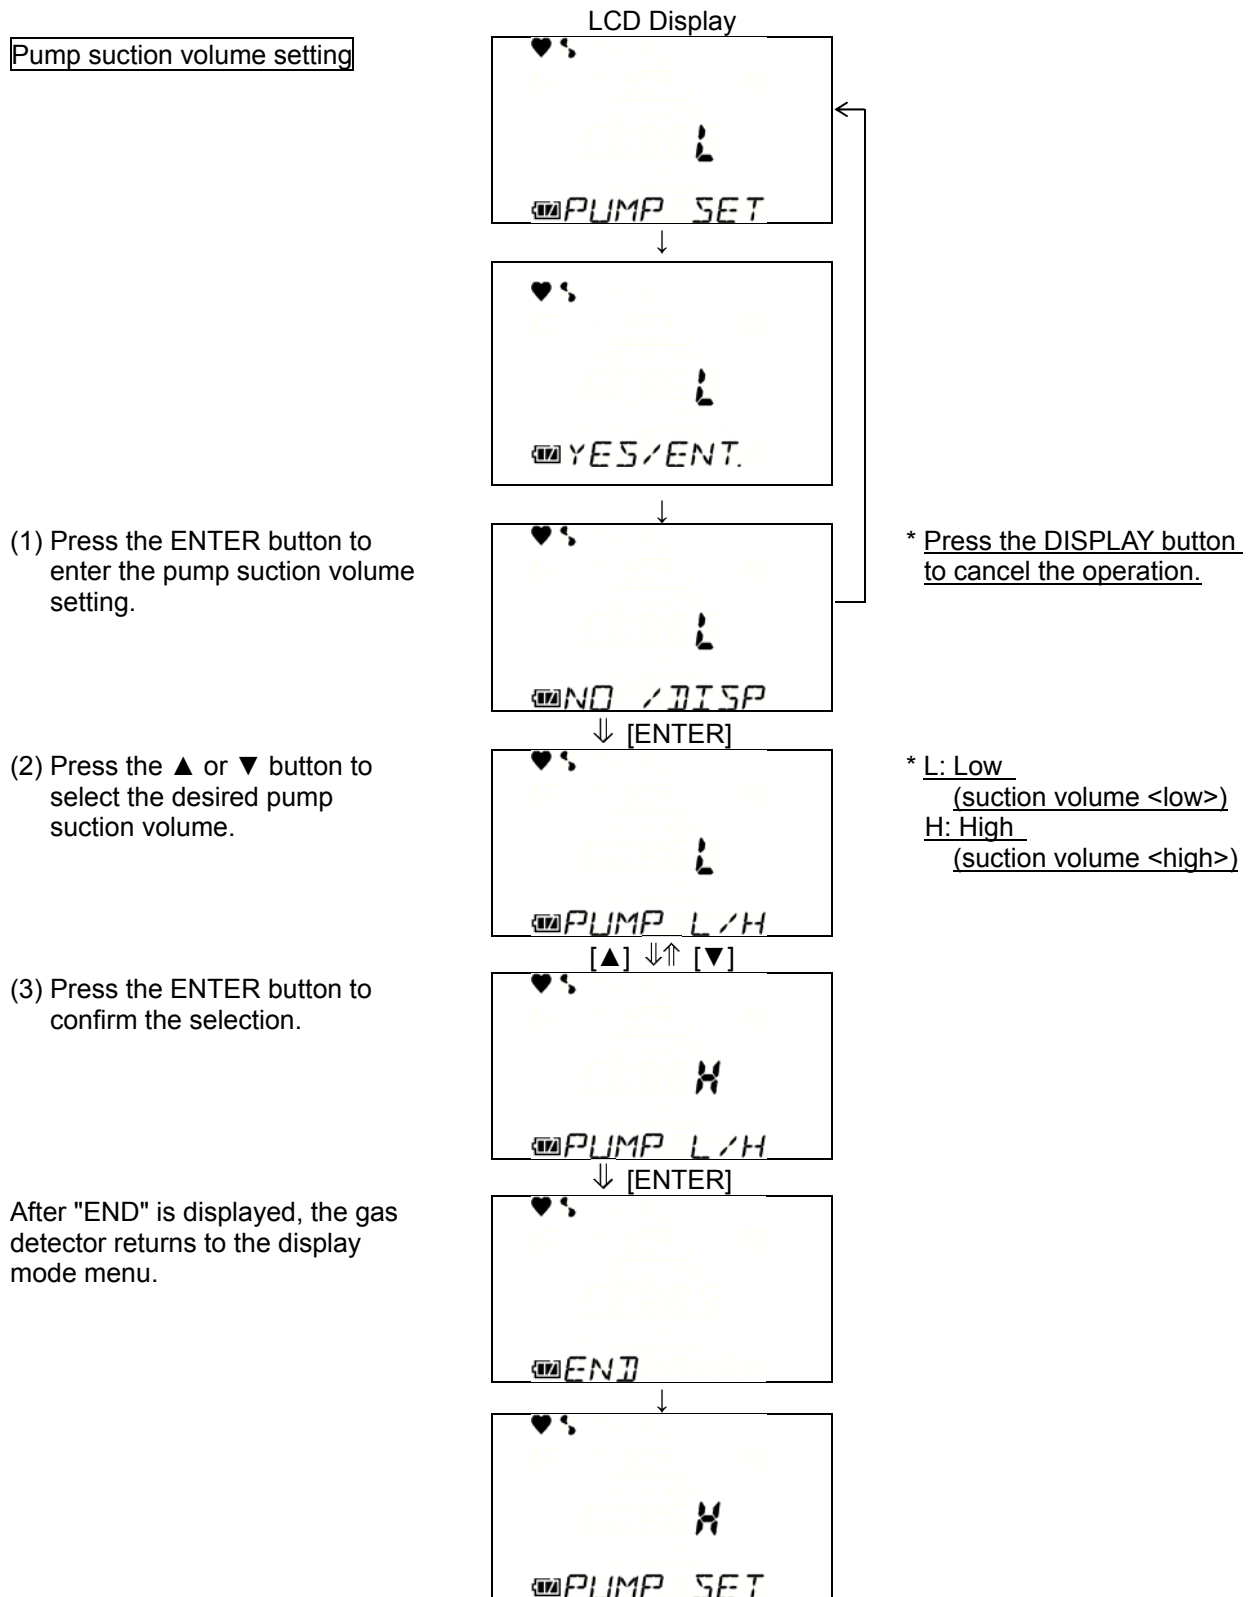 LCD Display
Pump suction volume setting
L
PUMP SET
↓
L
YES/ENT.
↓
(1) Press the ENTER button to
enter the pump suction volume
setting.
* Press the DISPLAY button
to cancel the operation.
L
NO /DISP
⇓ [ENTER]
(2) Press the ▲ or ▼ button to
select the desired pump
suction volume.
* L: Low
(suction volume <low>)
H: High
(suction volume <high>)
L
PUMP L/H
[▲] ⇓⇑ [▼]
(3) Press the ENTER button to
confirm the selection.
H
PUMP L/H
⇓ [ENTER]
After "END" is displayed, the gas
detector returns to the display
mode menu.
END
↓
H
PUMP SET